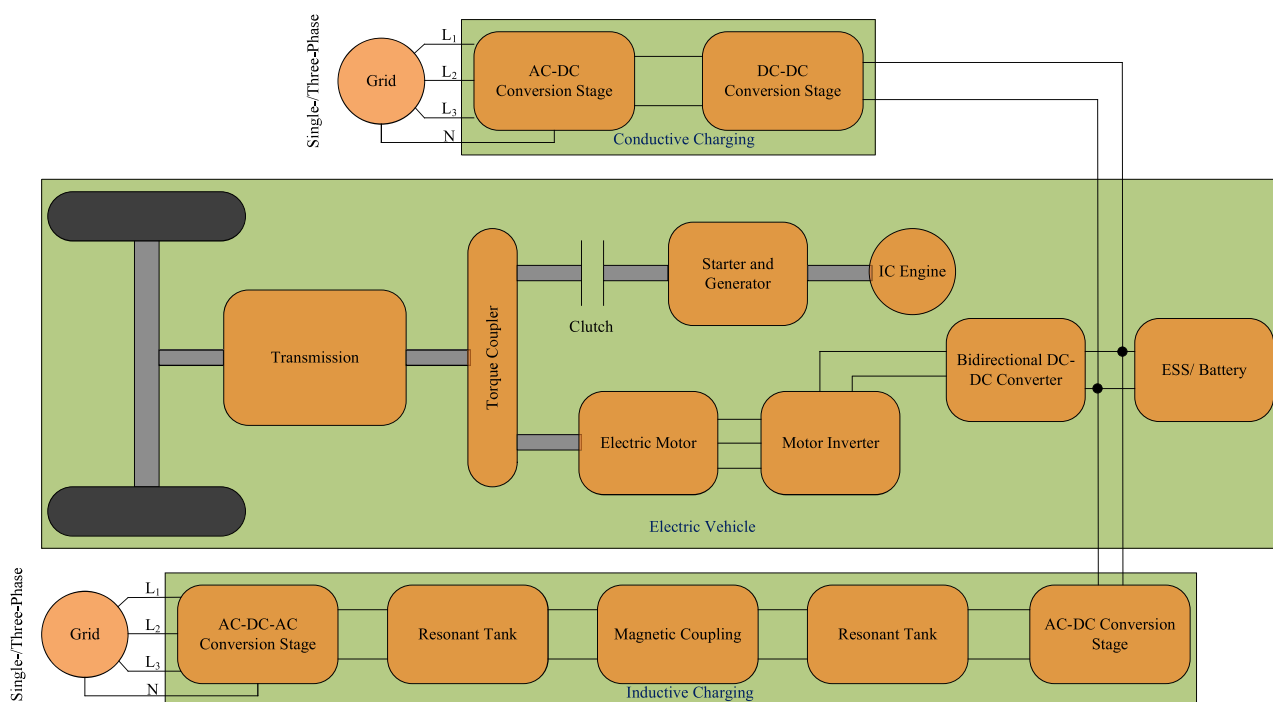 Single-/Three-Phase
Grid
L1
L2
L3
N
AC-DC
Conversion Stage
DC-DC
Conversion Stage
Conductive Charging
Transmission
Torque Coupler
Clutch
Starter and
Generator
IC Engine
Electric Motor
Motor Inverter
Bidirectional DC-
DC Converter
ESS/ Battery
Electric Vehicle
Single-/Three-Phase
Grid
L1
L2
L3
N
AC-DC-AC
Conversion Stage
Resonant Tank
Magnetic Coupling
Resonant Tank
AC-DC Conversion
Stage
Inductive Charging